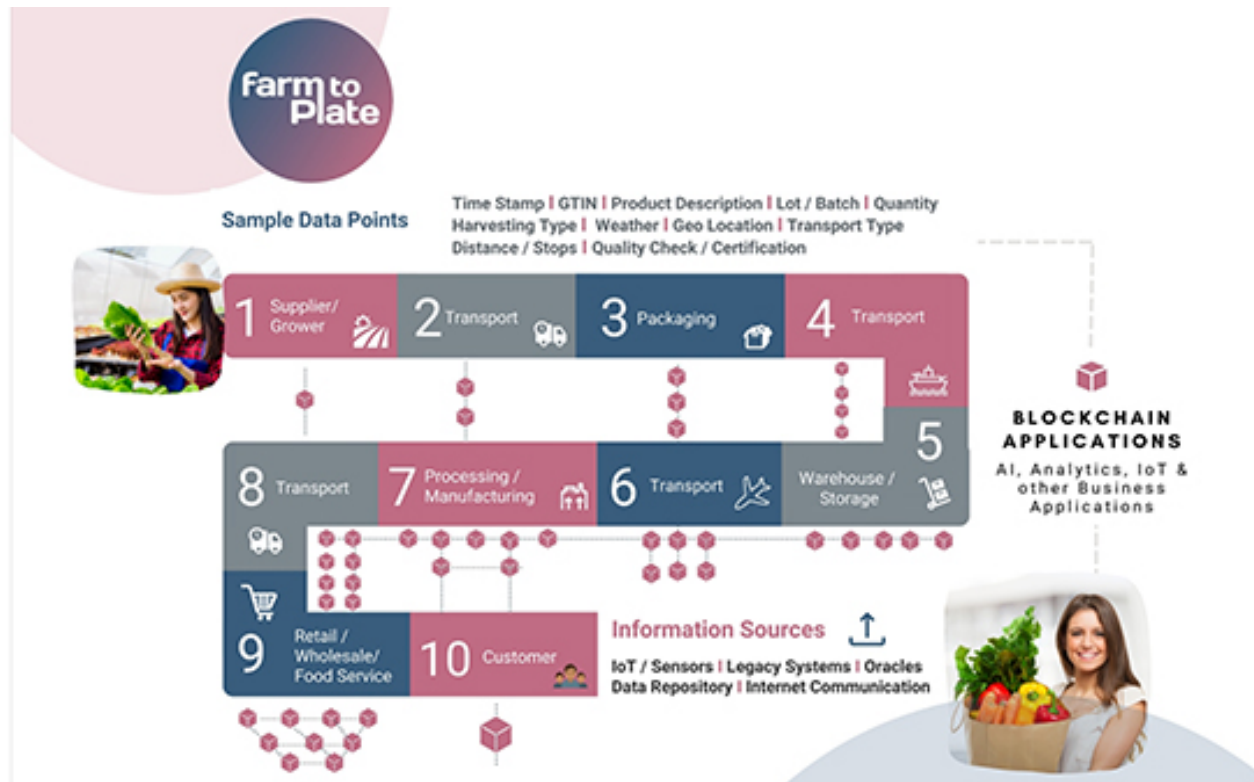 farm to
Plate
Sample Data Points
Time Stamp | GTIN | Product Description | Lot / Batch | Quantity
Harvesting Type | Weather | Geo Location | Transport Type
Distance / Stops | Quality Check / Certification
1 Supplier/
Grower
2 Transport
3 Packaging
4 Transport
5
Warehouse /
Storage
6 Transport
7 Processing /
Manufacturing
8 Transport
9 Retail /
Wholesale/
Food Service
10 Customer
BLOCKCHAIN
APPLICATIONS
AI, Analytics, IoT &
other Business
Applications
Information Sources
IoT / Sensors | Legacy Systems | Oracles
Data Repository | Internet Communication